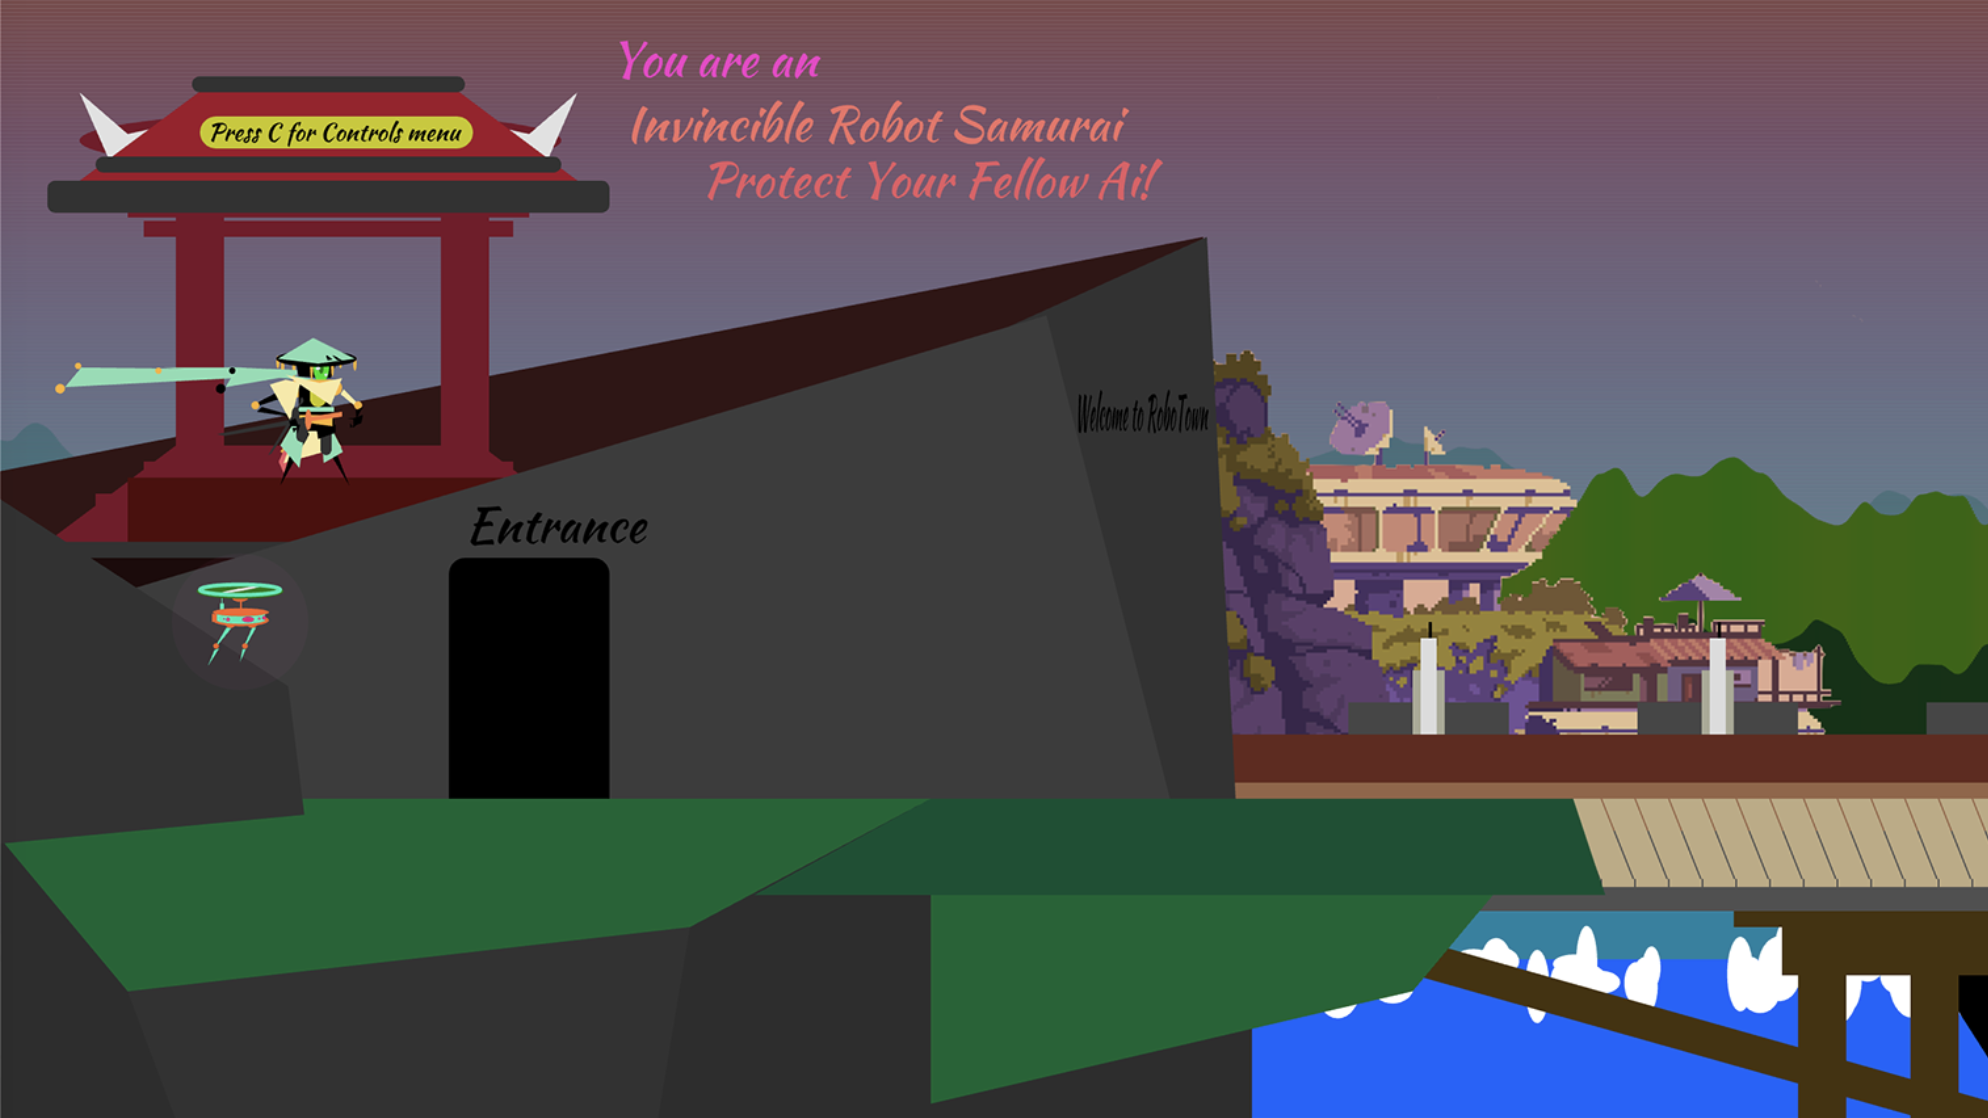 You are an
Invincible Robot Samurai
Protect Your Fellow Ai!
Press C for Controls menu
Welcome to RoboTown
Entrance